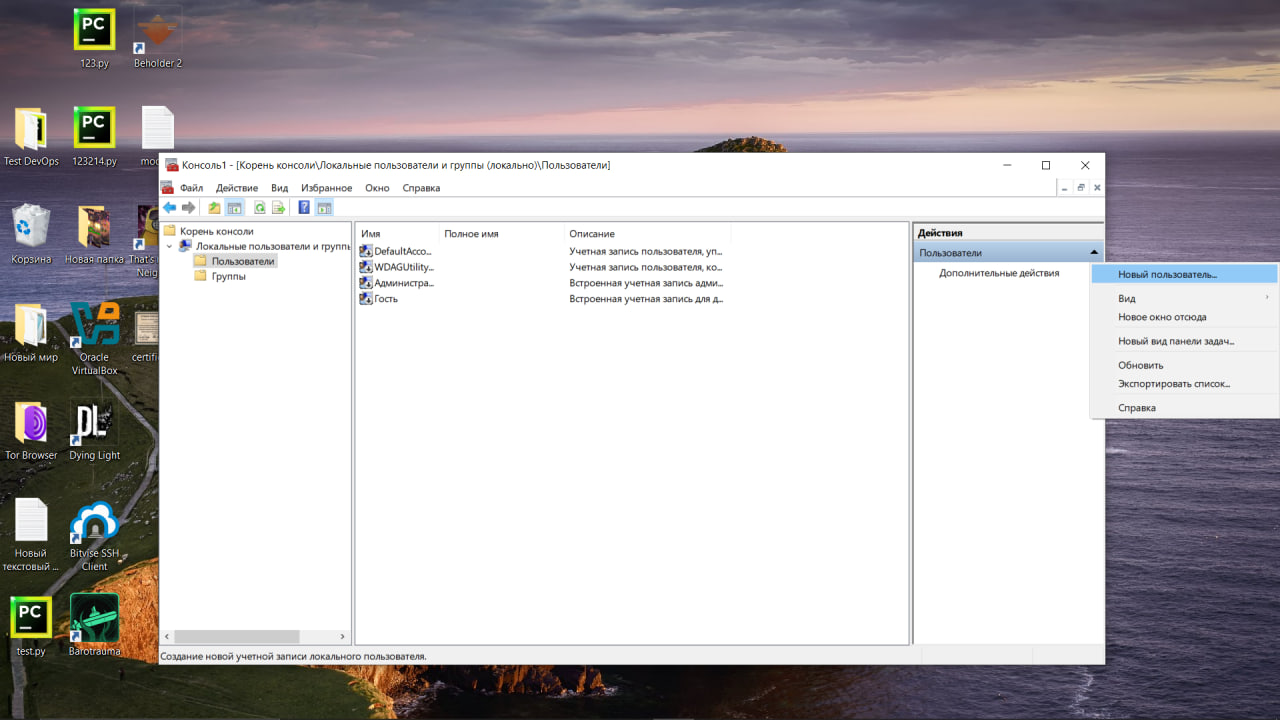 PC
123.py
Beholder 2
Test DevOps
PC
123214.py
Корзина
Новая папка
That's
Neig
Новый мир
Oracle
VirtualBox
certifi
Tor Browser
DL
Dying Light
Новый
текстовый ...
Bitvise SSH
Client
PC
test.py
Barotrauma
Консоль1 - [Корень консоли\Локальные пользователи и группы (локально)\Пользователи]
Файл Действие Вид Избранное Окно Справка
Корень консоли
Локальные пользователи и группы
Пользователи
Группы
Имя Полное имя Описание
DefaultAcco... Учетная запись пользователя, уп...
WDAGUtility... Учетная запись пользователя, ко...
Администра... Встроенная учетная запись адми...
Гость Встроенная учетная запись для д...
Действия
Пользователи
Дополнительные действия
Новый пользователь...
Вид
Новое окно отсюда
Новый вид панели задач...
Обновить
Экспортировать список...
Справка
Создание новой учетной записи локального пользователя.